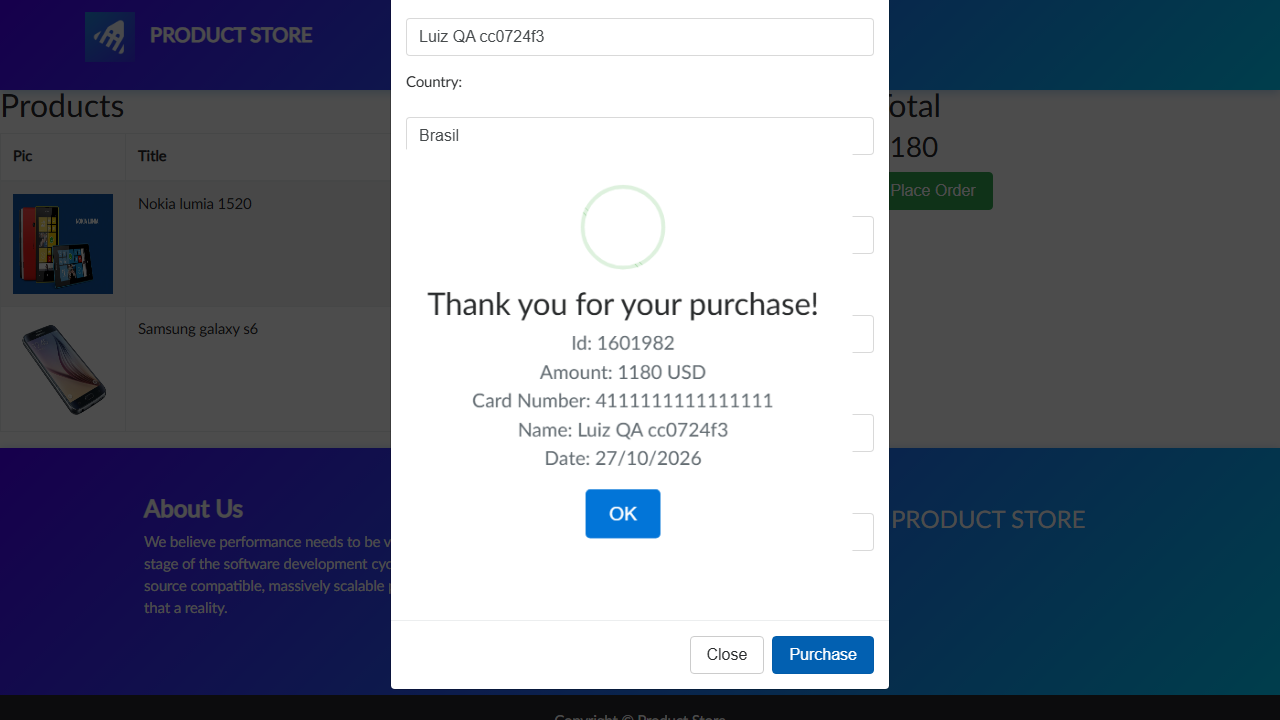 PRODUCT STORE
Luiz QA cc0724f3
Country:
Brasil
Products
Pic
Title
Nokia lumia 1520
Samsung galaxy s6
otal
180
Place Order
Thank you for your purchase!
Id: 1601982
Amount: 1180 USD
Card Number: 4111111111111111
Name: Luiz QA cc0724f3
Date: 27/10/2026
OK
Close
Purchase
About Us
We believe performance needs to be v
stage of the software development cyc
source compatible, massively scalable
that a reality.
PRODUCT STORE
Copyright © Product Store